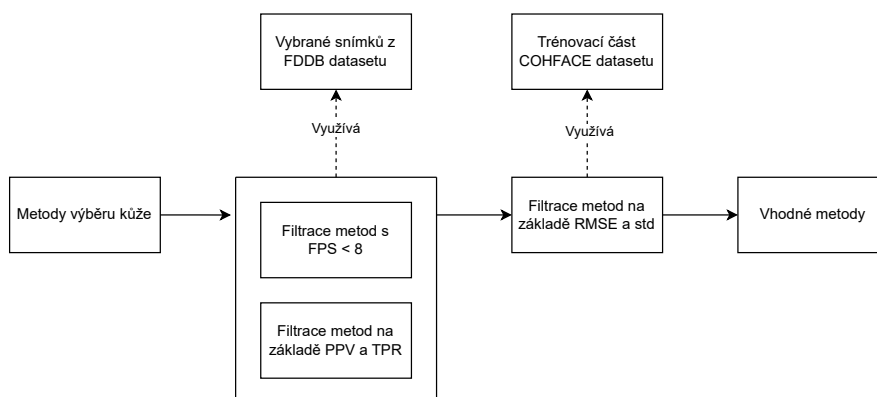 Vybrané snímků z
FDDB datasetu
Trénovací část
COHFACE datasetu
Využívá
Využívá
Metody výběru kůže
Filtrace metod s
FPS < 8
Filtrace metod na
základě PPV a TPR
Filtrace metod na
základě RMSE a std
Vhodné metody